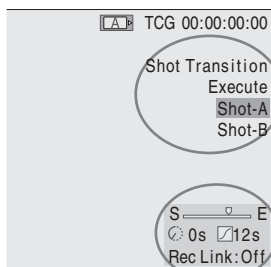 A TCG 00:00:00:00
Shot Transition
Execute
Shot-A
Shot-B
S E
0s 12s
Rec Link:Off